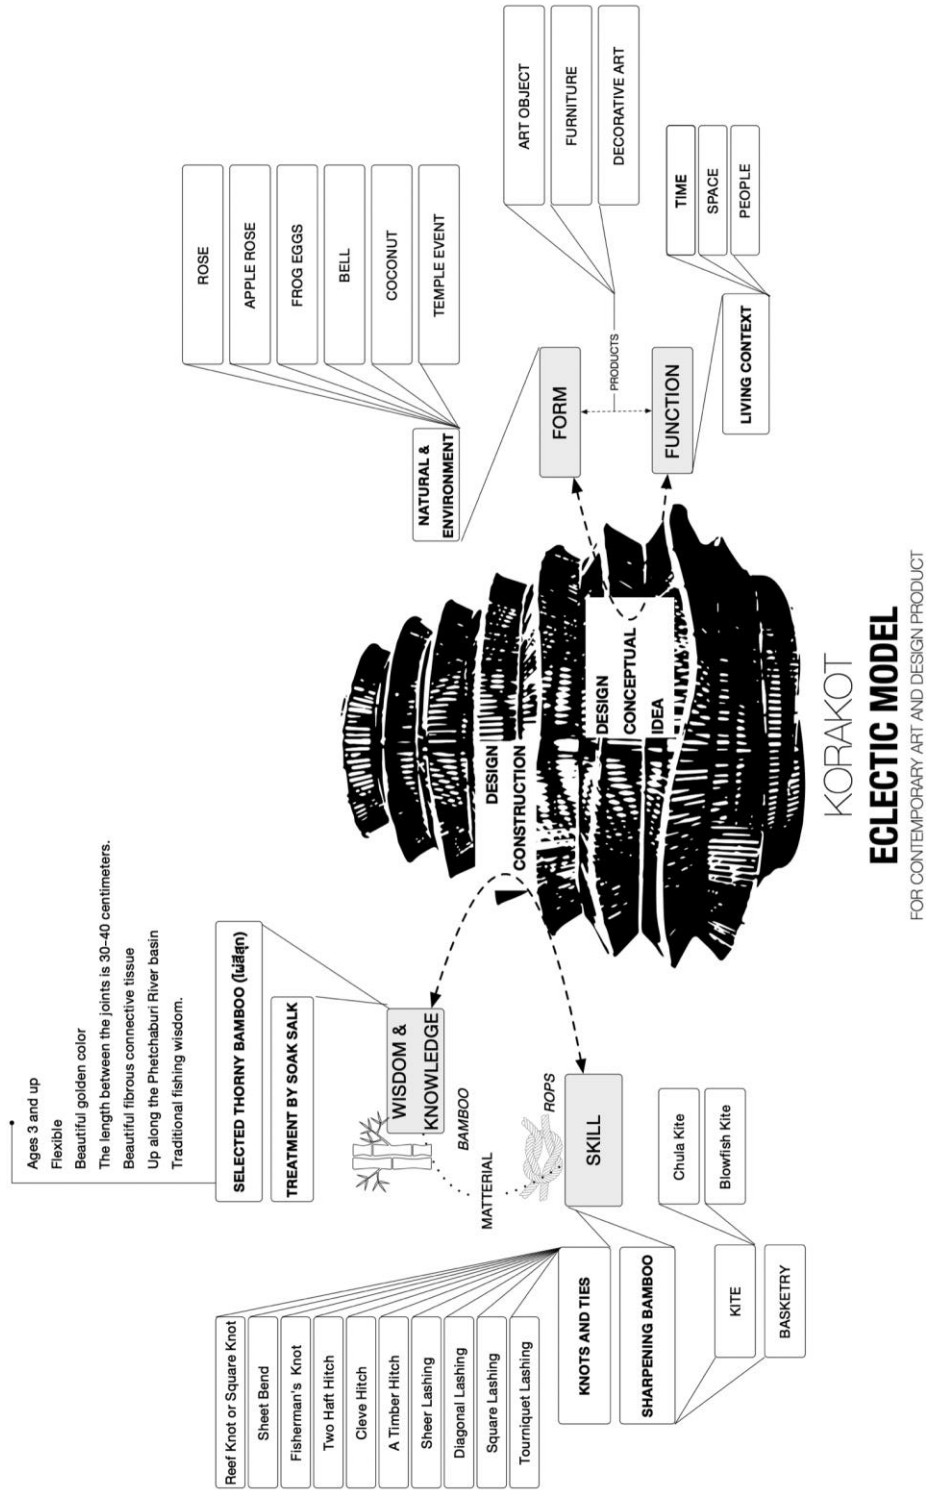 Ages 3 and up
Flexible
Beautiful golden color
The length between the joints is 30-40 centimeters.
Beautiful fibrous connective tissue
Up along the Phetchaburi River basin
Traditional fishing wisdom.
SELECTED THORNY BAMBOO (ไผ่สีสุก)
TREATMENT BY SOAK SALK
WISDOM &
KNOWLEDGE
BAMBOO
MATTERIAL
ROPS
SKILL
Reef Knot or Square Knot
Sheet Bend
Fisherman's Knot
Two Haft Hitch
Cleve Hitch
A Timber Hitch
Sheer Lashing
Diagonal Lashing
Square Lashing
Tourniquet Lashing
KNOTS AND TIES
SHARPENING BAMBOO
KITE
BASKETRY
Chula Kite
Blowfish Kite
DESIGN
CONSTRUCTION
DESIGN
CONCEPTUAL
IDEA
ROSE
APPLE ROSE
FROG EGGS
BELL
COCONUT
TEMPLE EVENT
NATURAL &
ENVIRONMENT
FORM
PRODUCTS
FUNCTION
ART OBJECT
FURNITURE
DECORATIVE ART
TIME
SPACE
PEOPLE
LIVING CONTEXT
KORAKOT
ECLECTIC MODEL
FOR CONTEMPORARY ART AND DESIGN PRODUCT